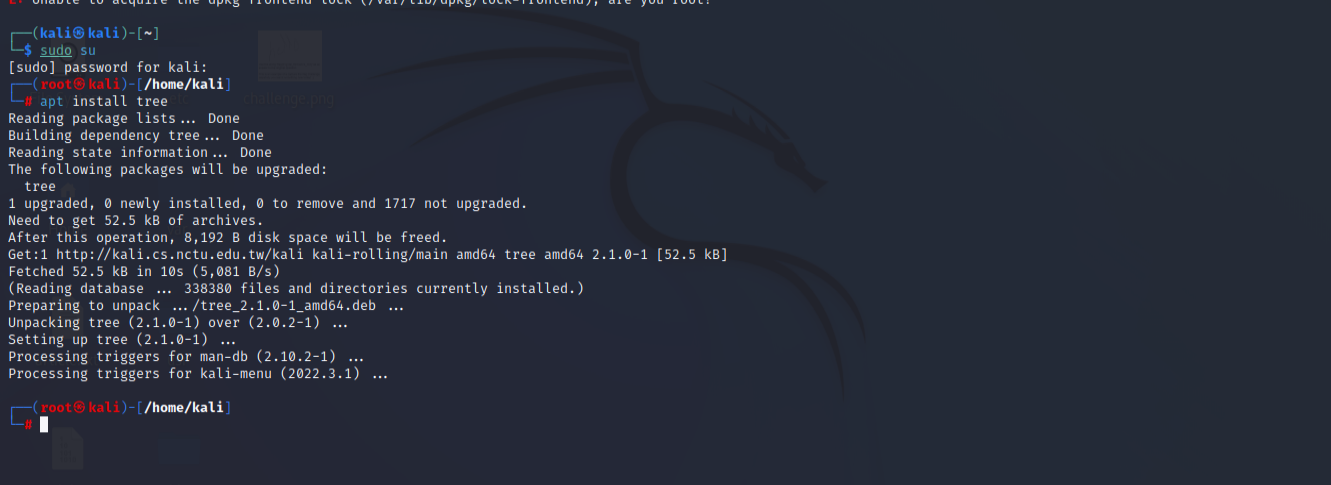 E: Unable to acquire the dpkg frontend lock (/var/lib/dpkg/lock-frontend), are you root?
┌──(kali㉿kali)-[~]
└─$ sudo su
[sudo] password for kali:
┌──(root㉿kali)-[/home/kali]
└─# apt install tree
challenge.png
Reading package lists... Done
Building dependency tree... Done
Reading state information... Done
The following packages will be upgraded:
  tree
1 upgraded, 0 newly installed, 0 to remove and 1717 not upgraded.
Need to get 52.5 kB of archives.
After this operation, 8,192 B disk space will be freed.
Get:1 http://kali.cs.nctu.edu.tw/kali kali-rolling/main amd64 tree amd64 2.1.0-1 [52.5 kB]
Fetched 52.5 kB in 10s (5,081 B/s)
(Reading database ... 338380 files and directories currently installed.)
Preparing to unpack .../tree_2.1.0-1_amd64.deb ...
Unpacking tree (2.1.0-1) over (2.0.2-1) ...
Setting up tree (2.1.0-1) ...
Processing triggers for man-db (2.10.2-1) ...
Processing triggers for kali-menu (2022.3.1) ...
┌──(root㉿kali)-[/home/kali]
└─#